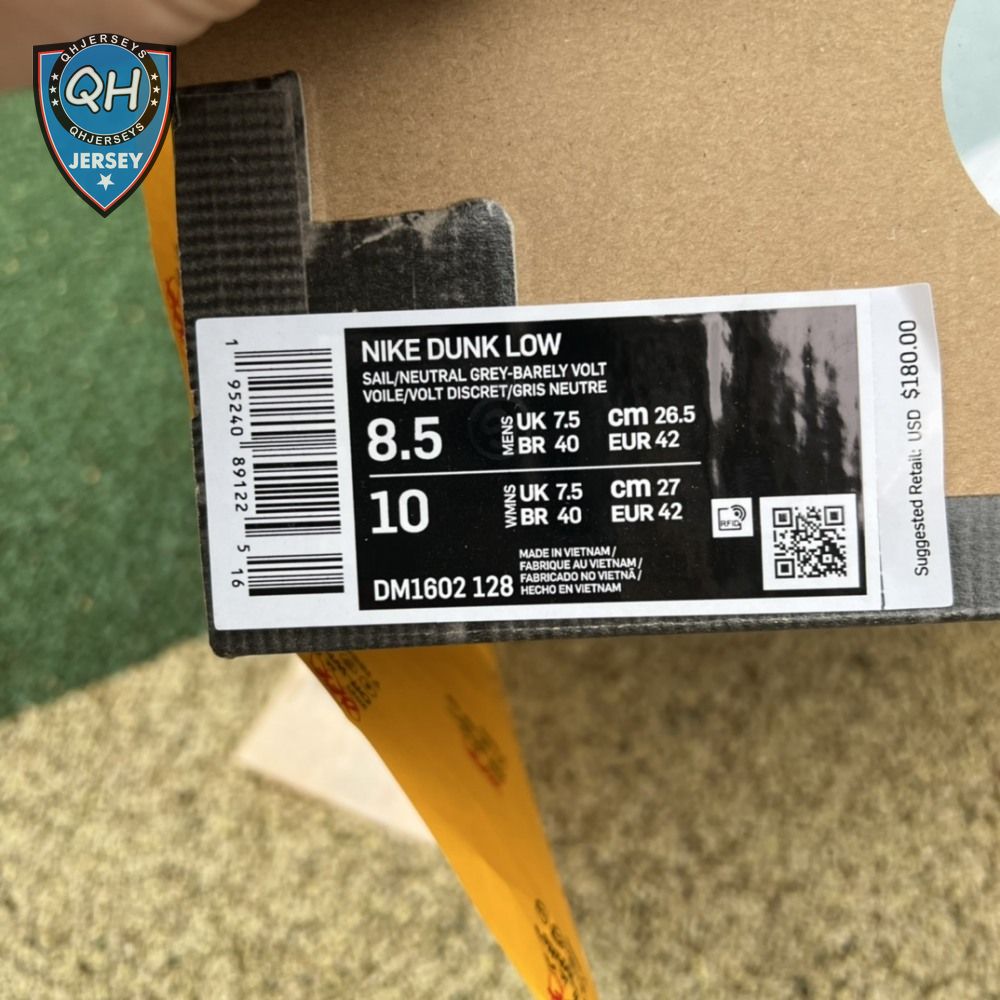 QHJERSEYS
QH
QHJERSEYS
JERSEY
1 95240 89122 5 16
NIKE DUNK LOW
SAIL/NEUTRAL GREY-BARELY VOLT
VOILE/VOLT DISCRET/GRIS NEUTRE
8.5 MENS UK 7.5 cm 26.5
BR 40 EUR 42
10 WMNS UK 7.5 cm 27
BR 40 EUR 42
RFID
MADE IN VIETNAM /
FABRIQUE AU VIETNAM /
FABRICADO NO VIETNÃ /
HECHO EN VIETNAM
DM1602 128
Suggested Retail: USD $180.00